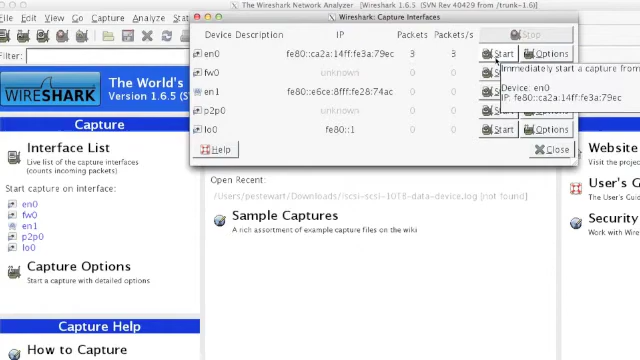 The Wireshark Network Analyzer
[Wireshark 1.6.5 (SVN Rev 40429 from /trunk-1.6)]
Edit View Go Capture Analyze Statistics
Filter:
Wireshark: Capture Interfaces
Device Description IP Packets Packets/s Stop
en0 fe80::ca2a:14ff:fe3a:79ec 3 3 Start Options
fw0 unknown 0 0
en1 fe80::e6ce:8fff:fe28:74ac 0 0
p2p0 unknown 0 0
lo0 fe80::1 0 0 Start Options
Help Close
Immediately start a capture from
Device: en0
IP: fe80::ca2a:14ff:fe3a:79ec
WIRESHARK
The World's
Version 1.6.5 (SVN
Capture
Interface List
Live list of the capture interfaces
(counts incoming packets)
Start capture on interface:
en0
fw0
en1
p2p0
lo0
Capture Options
Start a capture with detailed options
Capture Help
How to Capture
Open Recent:
/Users/pestewart/Downloads/iscsi-scsi-10TB-data-device.log [not found]
Sample Captures
A rich assortment of example capture files on the wiki
Website
Visit the projec
User's G
Security
Work with Wire